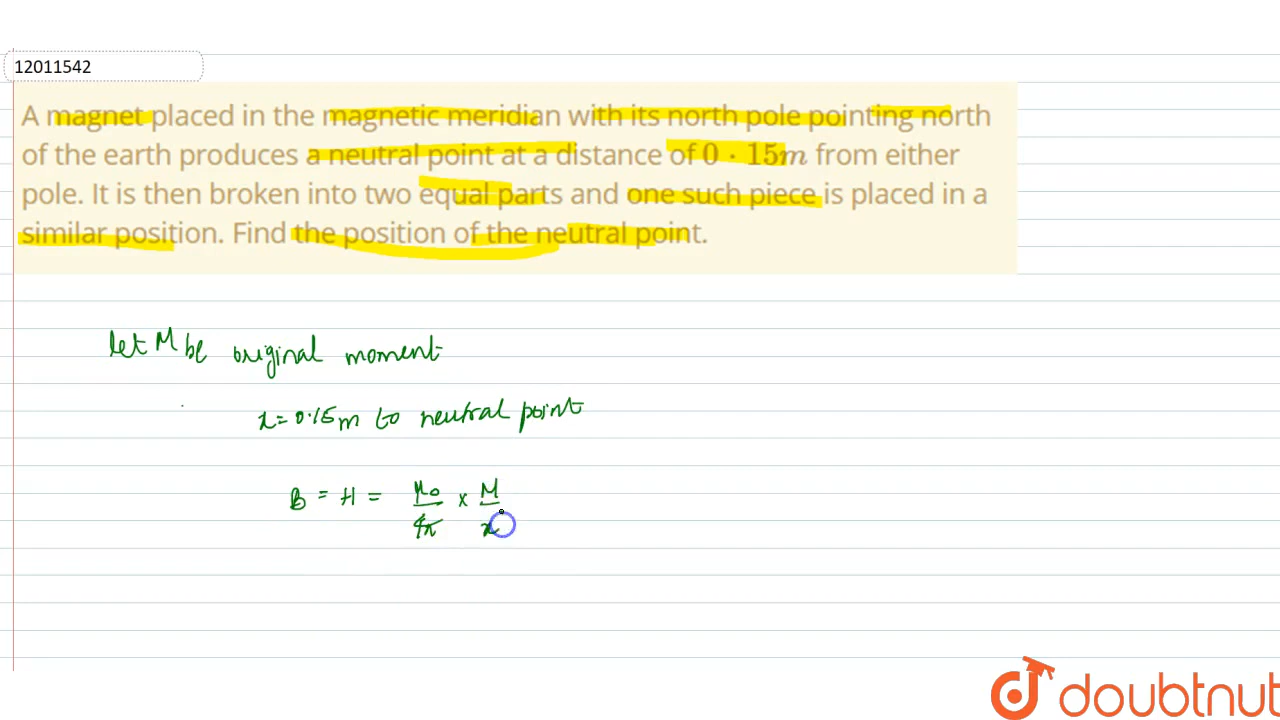 12011542
A magnet placed in the magnetic meridian with its north pole pointing north
of the earth produces a neutral point at a distance of 0 · 15m from either
pole. It is then broken into two equal parts and one such piece is placed in a
similar position. Find the position of the neutral point.
let M be original moment
x = 0.15m to neutral point
B = H = μ0/4π × M/x
doubtnut